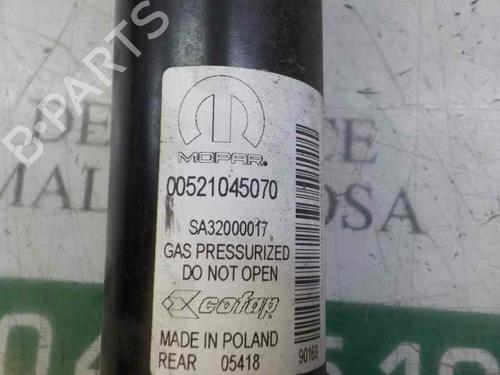 B-PARTS
MOPAR.
00521045070
SA32000017
GAS PRESSURIZED
DO NOT OPEN
cofap
MADE IN POLAND
REAR 05418
90169